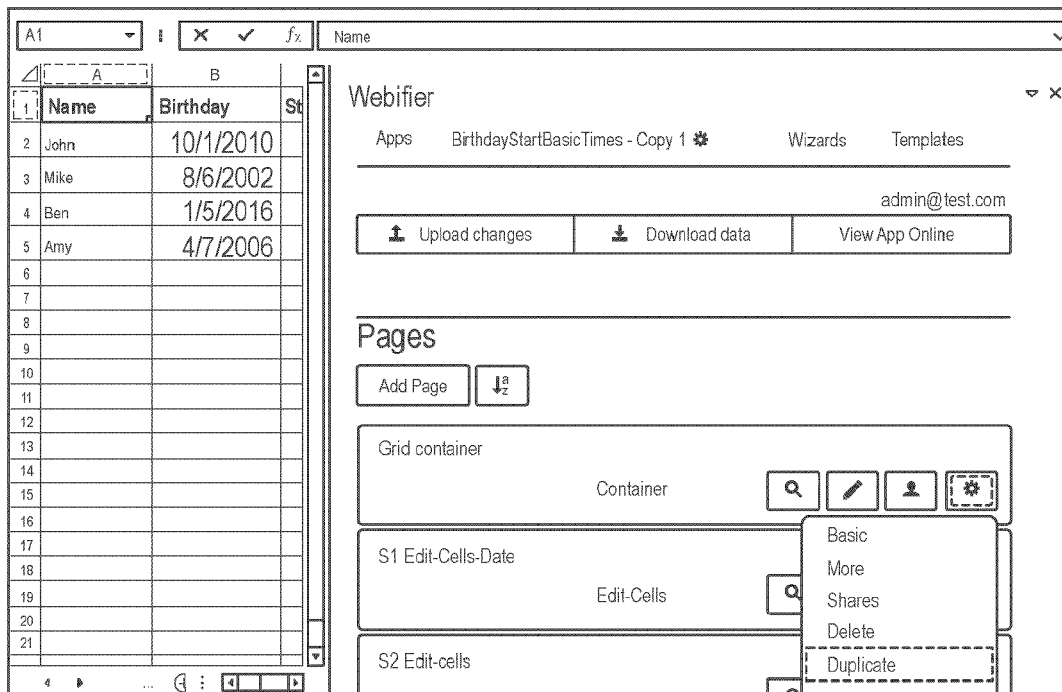 A1 fx Name
A B
1 Name Birthday St
2 John 10/1/2010
3 Mike 8/6/2002
4 Ben 1/5/2016
5 Amy 4/7/2006
6
7
8
9
10
11
12
13
14
15
16
17
18
19
20
21
...
Webifier
Apps BirthdayStartBasicTimes - Copy 1 Wizards Templates
admin@test.com
Upload changes Download data View App Online
Pages
Add Page a z
Grid container
Container
Basic
More
Shares
Delete
Duplicate
S1 Edit-Cells-Date
Edit-Cells
S2 Edit-cells